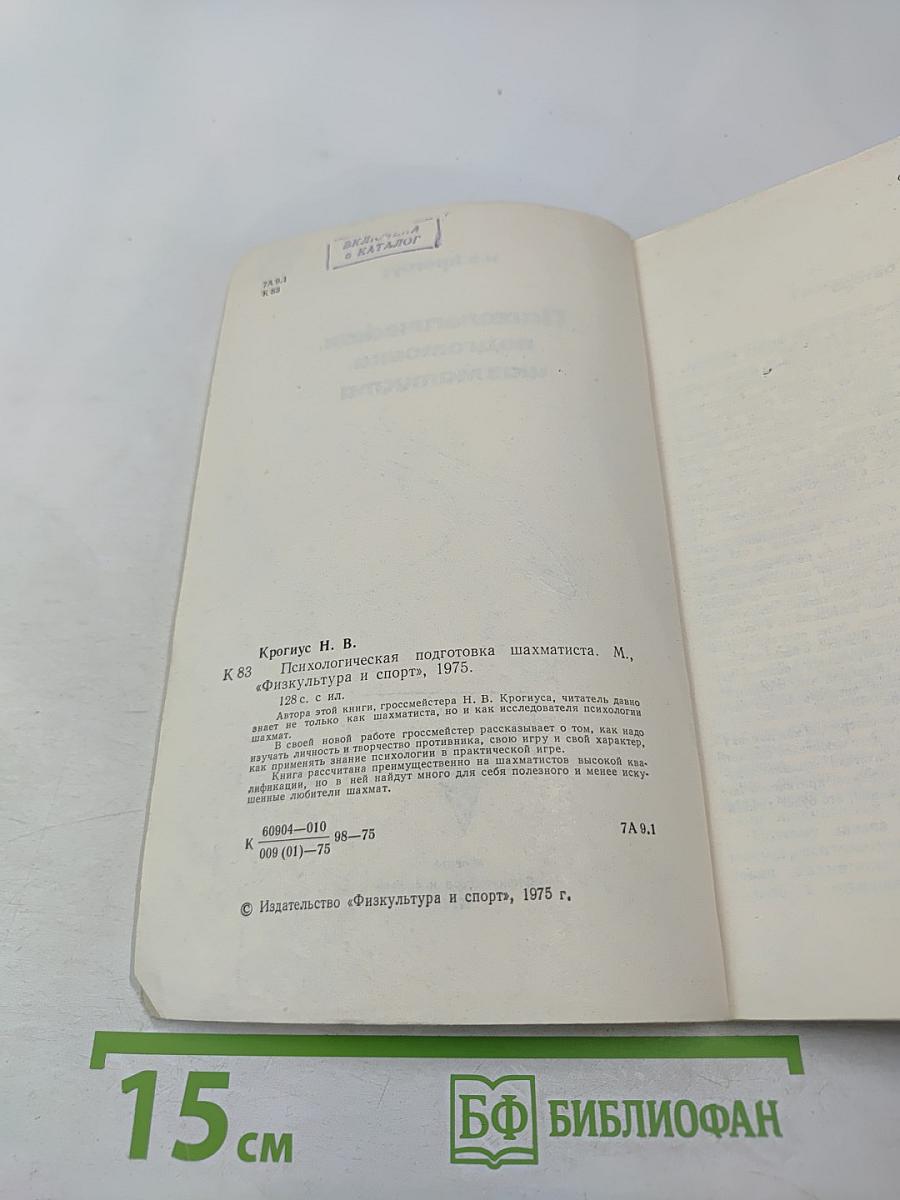 ВКЛЮЧЕНА
в КАТАЛОГ
7А 9.1
К 83
Крогиус Н. В.
К 83 Психологическая подготовка шахматиста. М.,
«Физкультура и спорт», 1975.
128 с. с ил.
Автора этой книги, гроссмейстера Н. В. Крогиуса, читатель давно
знает не только как шахматиста, но и как исследователя психологии
шахмат.
В своей новой работе гроссмейстер рассказывает о том, как надо
изучать личность и творчество противника, свою игру и свой характер,
как применять знание психологии в практической игре.
Книга рассчитана преимущественно на шахматистов высокой ква-
лификации, но в ней найдут много для себя полезного и менее иску-
шенные любители шахмат.
К 60904—010
009 (01)—75 98—75 7А 9.1
© Издательство «Физкультура и спорт», 1975 г.
15 см
БФ БИБЛИОФАН